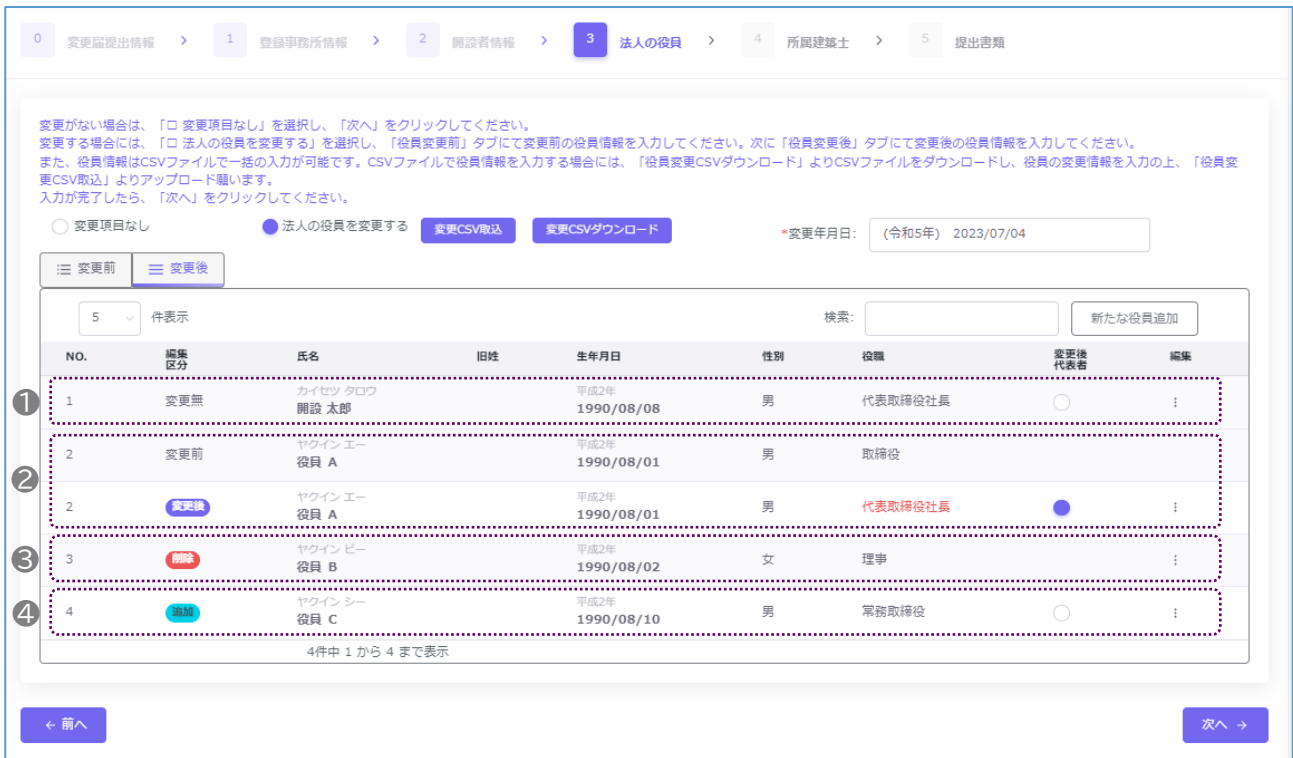 0 変更届提出情報 > 1 登録事務所情報 > 2 開設者情報 > 3 法人の役員 > 4 所属建築士 > 5 提出書類
変更がない場合は、「□ 変更項目なし」を選択し、「次へ」をクリックしてください。
変更する場合には、「□ 法人の役員を変更する」を選択し、「役員変更前」タブにて変更前の役員情報を入力してください。次に「役員変更後」タブにて変更後の役員情報を入力してください。
また、役員情報はCSVファイルで一括の入力が可能です。CSVファイルで役員情報を入力する場合には、「役員変更CSVダウンロード」よりCSVファイルをダウンロードし、役員の変更情報を入力の上、「役員変
更CSV取込」よりアップロード願います。
入力が完了したら、「次へ」をクリックしてください。
変更項目なし 法人の役員を変更する 変更CSV取込 変更CSVダウンロード *変更年月日: (令和5年) 2023/07/04
変更前 変更後
5 件表示 検索: 新たな役員追加
NO. 編集 氏名 旧姓 生年月日 性別 役職 変更後 編集
区分 代表者
カイセツ タロウ 平成2年
❶ 1 変更無 開設 太郎 1990/08/08 男 代表取締役社長 ⋮
ヤクイン エー 平成2年
2 変更前 役員 A 1990/08/01 男 取締役
❷
ヤクイン エー 平成2年
2 変更後 役員 A 1990/08/01 男 代表取締役社長 ⋮
ヤクイン ビー 平成2年
❸ 3 削除 役員 B 1990/08/02 女 理事 ⋮
ヤクイン シー 平成2年
❹ 4 追加 役員 C 1990/08/10 男 常務取締役 ⋮
4件中 1 から 4 まで表示
← 前へ 次へ →